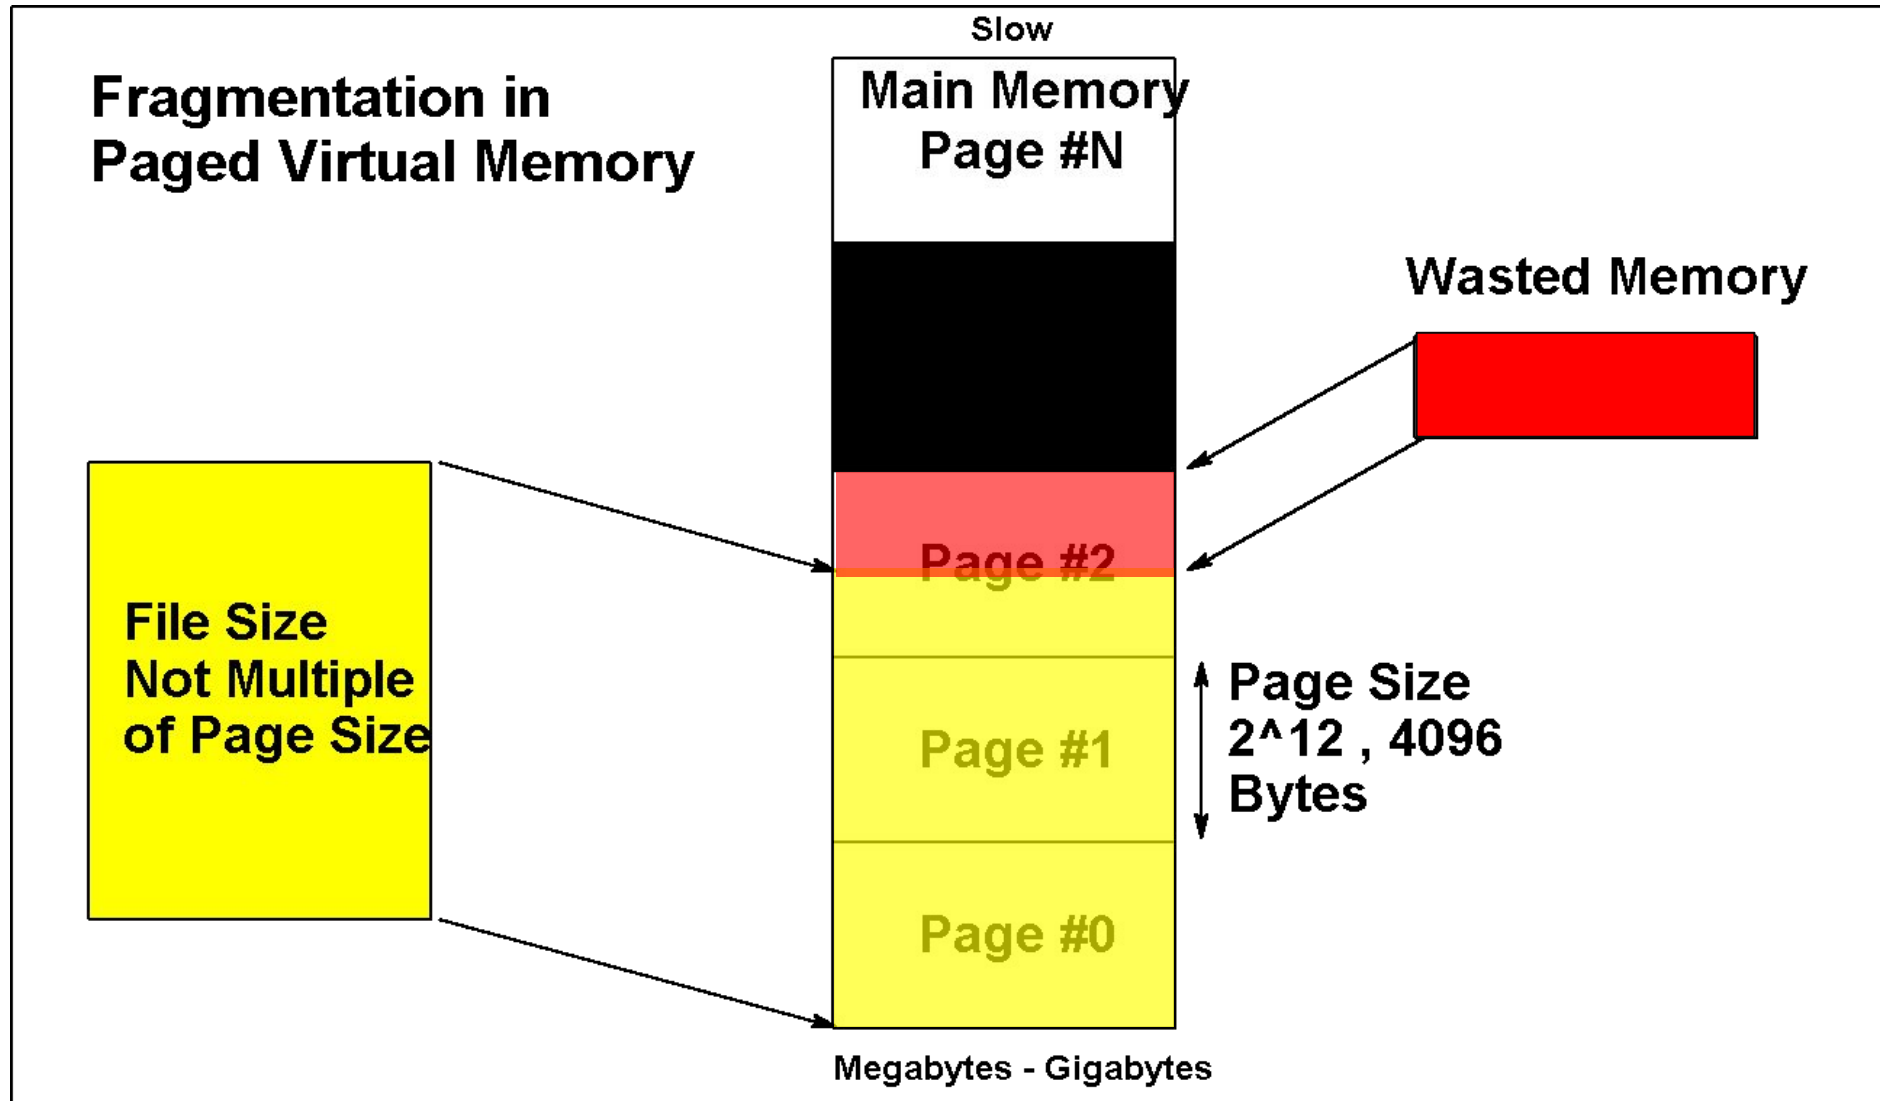 Slow
Fragmentation in
Paged Virtual Memory
Main Memory
Page #N
Wasted Memory
Page #2
File Size
Not Multiple
of Page Size
Page Size
2^12 , 4096
Bytes
Page #1
Page #0
Megabytes - Gigabytes